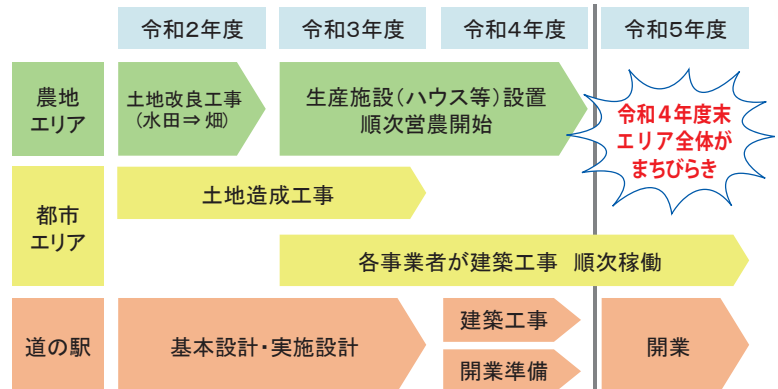 令和2年度
令和3年度
令和4年度
令和5年度
農地
エリア
土地改良工事
(水田⇒畑)
生産施設(ハウス等)設置
順次営農開始
令和4年度末
エリア全体が
まちびらき
都市
エリア
土地造成工事
各事業者が建築工事 順次稼働
道の駅
基本設計・実施設計
建築工事
開業準備
開業